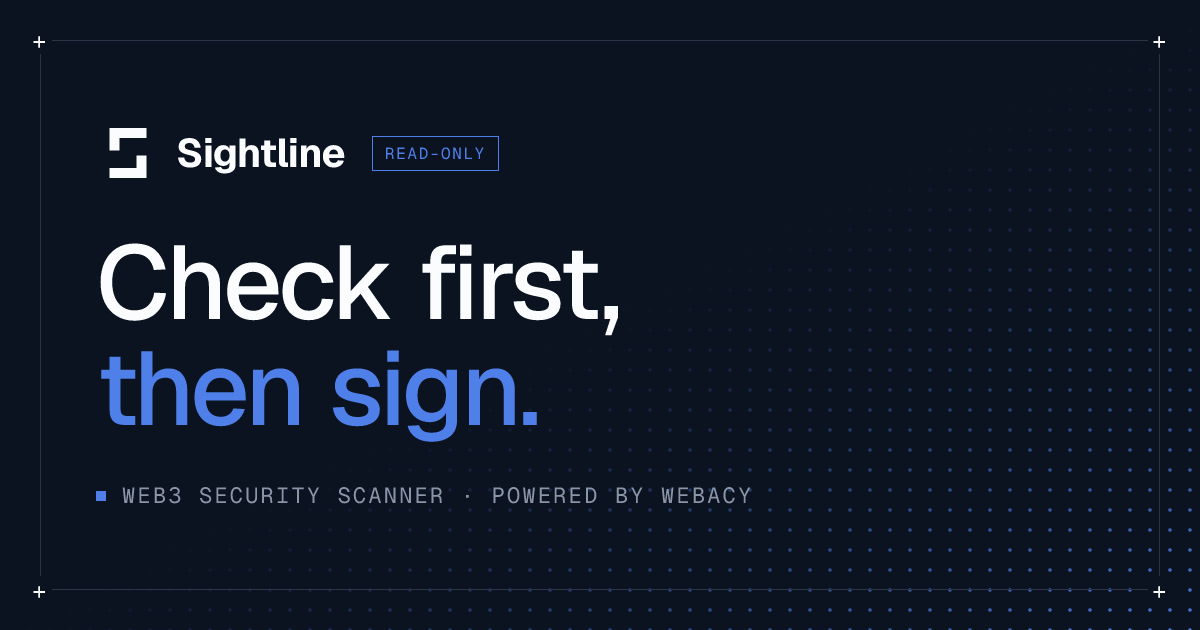 Sightline READ-ONLY
Check first,
then sign.
WEB3 SECURITY SCANNER · POWERED BY WEBACY